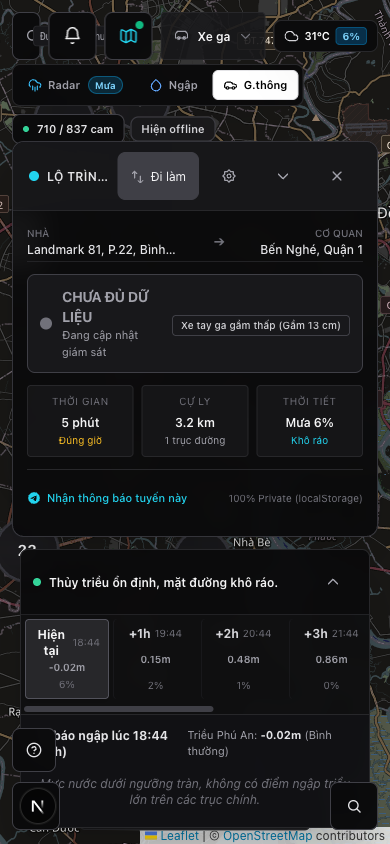 Xe ga
31°C 6%
Radar Mưa Ngập G.thông
710 / 837 cam Hiện offline
LỘ TRÌN... Đi làm
NHÀ CƠ QUAN
Landmark 81, P.22, Bình... Bến Nghé, Quận 1
CHƯA ĐỦ DỮ
LIỆU
Đang cập nhật
giám sát
Xe tay ga gầm thấp (Gầm 13 cm)
THỜI GIAN CỰ LY THỜI TIẾT
5 phút 3.2 km Mưa 6%
Đúng giờ 1 trục đường Khô ráo
Nhận thông báo tuyến này 100% Private (localStorage)
Nhà Bè
Thủy triều ổn định, mặt đường khô ráo.
Hiện
tại
18:44 +1h 19:44 +2h 20:44 +3h 21:44
-0.02m 0.15m 0.48m 0.86m
6% 2% 1% 0%
báo ngập lúc 18:44 Triều Phú An: -0.02m (Bình
thường)
Mực nước dưới ngưỡng tràn, không có điểm ngập triều
lớn trên các trục chính.
N
Leaflet | © OpenStreetMap contributors